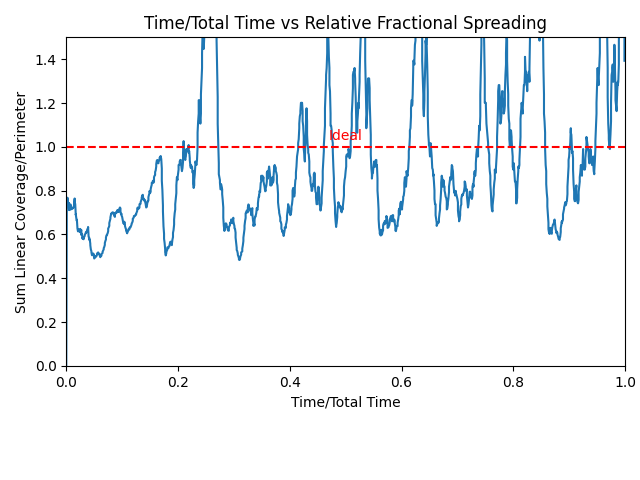 Time/Total Time vs Relative Fractional Spreading
Sum Linear Coverage/Perimeter
1.4
1.2
1.0
0.8
0.6
0.4
0.2
0.0
Ideal
0.0 0.2 0.4 0.6 0.8 1.0
Time/Total Time